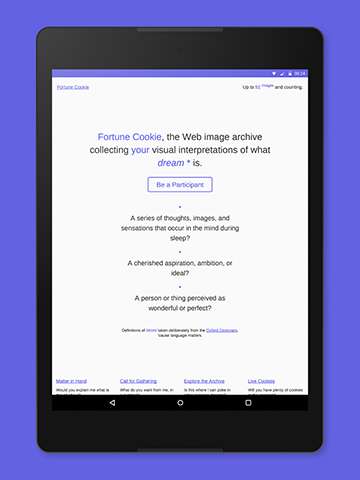 08:24
Fortune Cookie
Up to 92 images and counting.
Fortune Cookie, the Web image archive
collecting your visual interpretations of what
dream * is.
Be a Participant
*
A series of thoughts, images, and
sensations that occur in the mind during
sleep?
*
A cherished aspiration, ambition, or
ideal?
*
A person or thing perceived as
wonderful or perfect?
Definitions of taken deliberately from the Oxford Dictionary,
'cause language matters.
Matter in Hand
Call for Gathering
Explore the Archive
Live Cookies
Would you explain me what is
What do you want from me, in
Is this where I can poke in
Will you have plenty of cookies